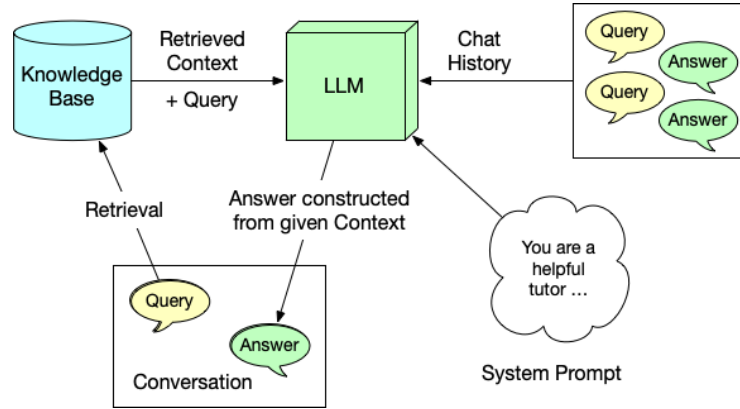 Knowledge
Base
Retrieved
Context
+ Query
LLM
Chat
History
Query
Answer
Query
Answer
Retrieval
Answer constructed
from given Context
You are a
helpful
tutor ...
System Prompt
Query
Answer
Conversation